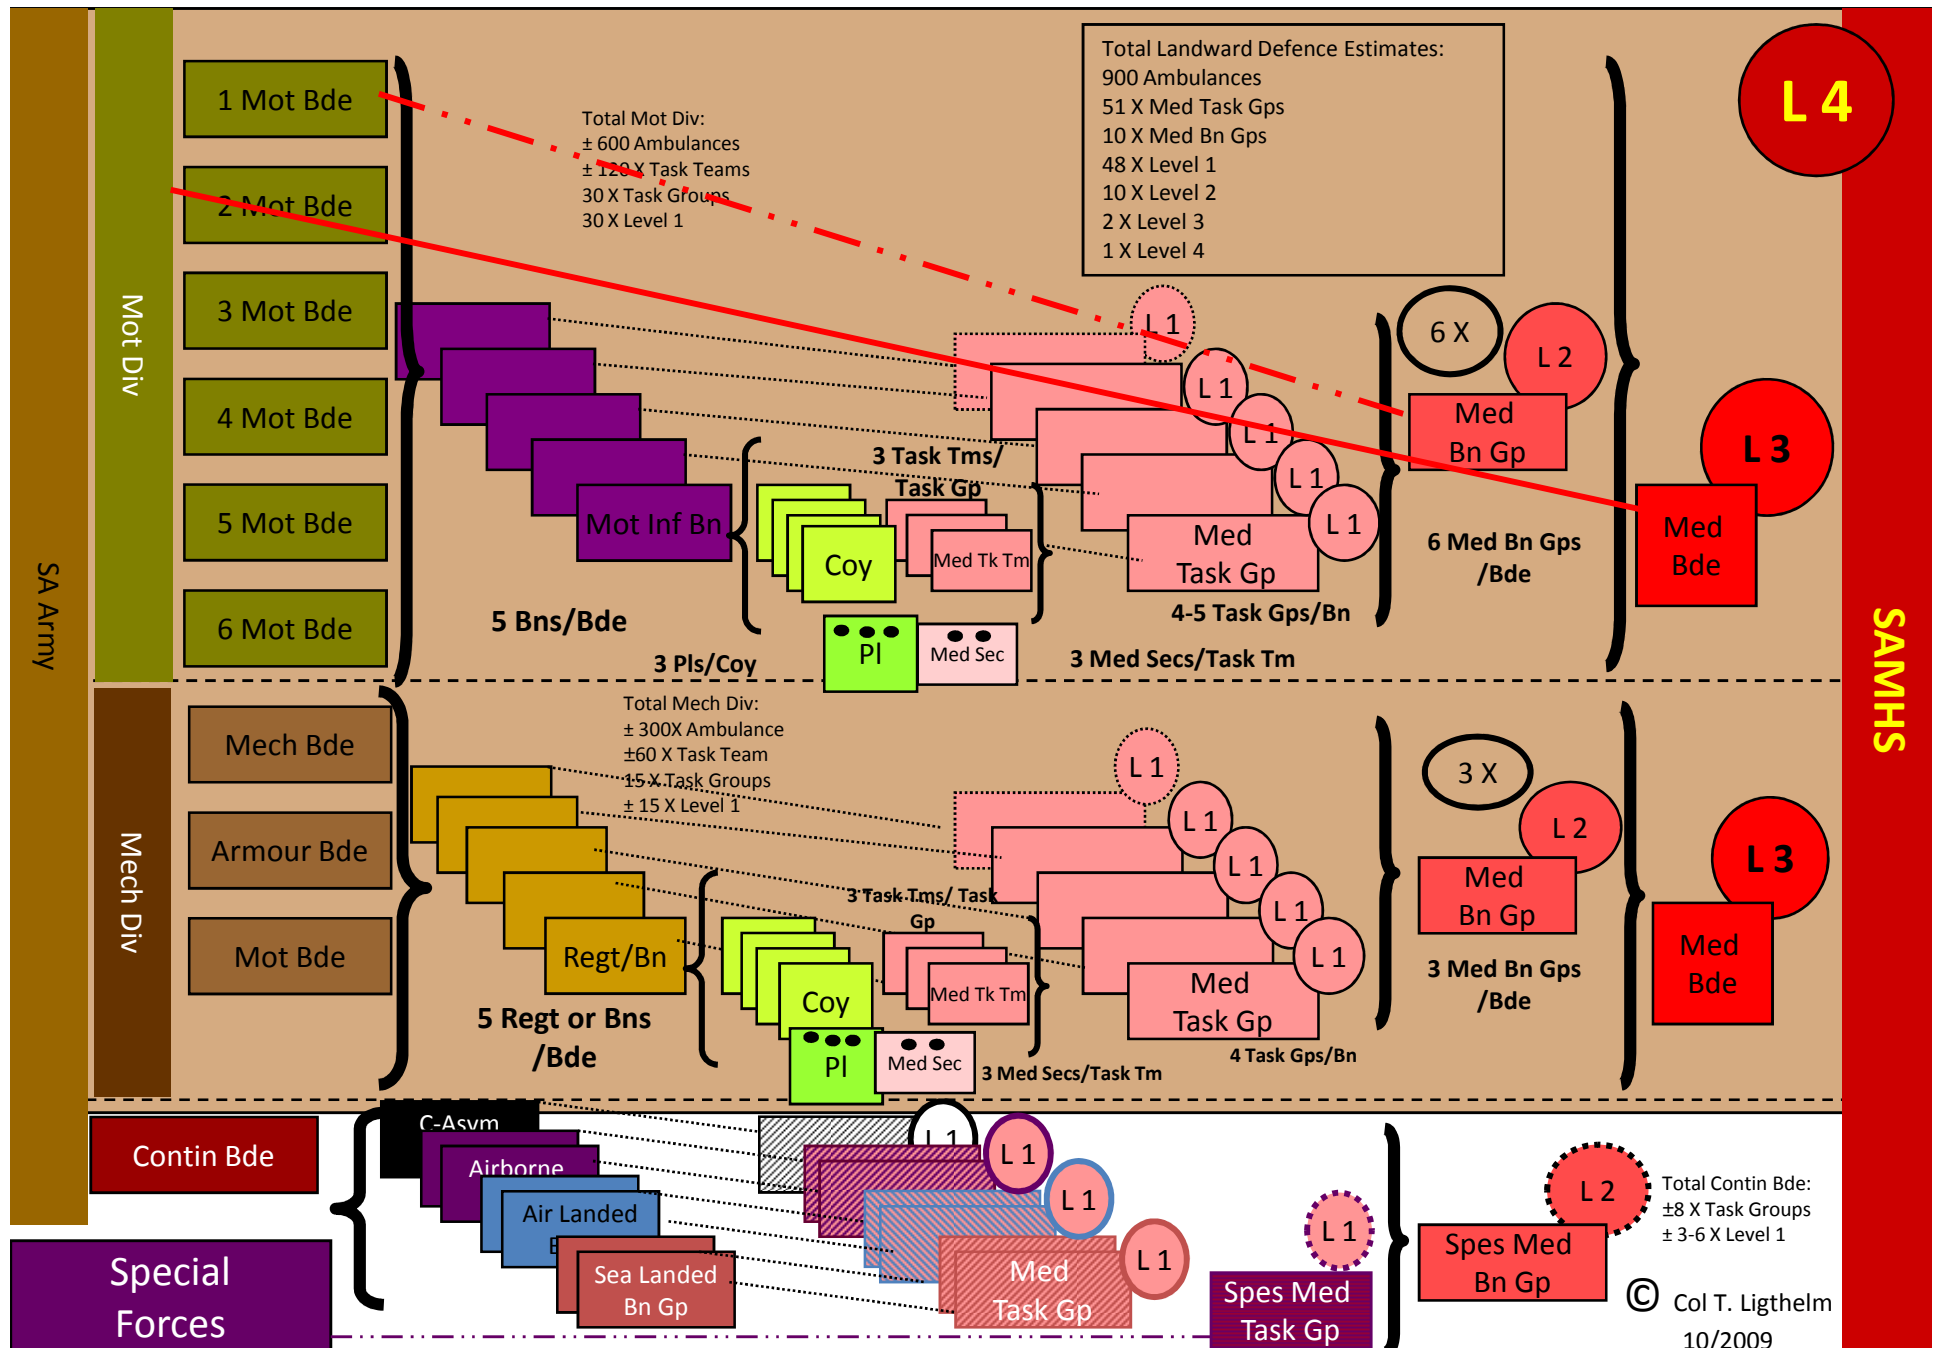 SA Army
Mot Div
1 Mot Bde
2 Mot Bde
3 Mot Bde
4 Mot Bde
5 Mot Bde
6 Mot Bde
Total Mot Div:
± 600 Ambulances
± 120 X Task Teams
30 X Task Groups
30 X Level 1
Total Landward Defence Estimates:
900 Ambulances
51 X Med Task Gps
10 X Med Bn Gps
48 X Level 1
10 X Level 2
2 X Level 3
1 X Level 4
L 4
SAMHS
L 1
L 1
L 1
L 1
L 1
6 X
L 2
Med
Bn Gp
L 3
Med
Bde
3 Task Tms/
Task Gp
Mot Inf Bn
Coy
Med Tk Tm
Med
Task Gp
6 Med Bn Gps
/Bde
5 Bns/Bde
4-5 Task Gps/Bn
Pl
Med Sec
3 Pls/Coy
3 Med Secs/Task Tm
Mech Div
Mech Bde
Armour Bde
Mot Bde
Total Mech Div:
± 300X Ambulance
±60 X Task Team
15 X Task Groups
± 15 X Level 1
L 1
L 1
L 1
L 1
L 1
3 X
L 2
Med
Bn Gp
L 3
Med
Bde
3 Task Tms/ Task
Gp
Regt/Bn
Coy
Med Tk Tm
Med
Task Gp
3 Med Bn Gps
/Bde
5 Regt or Bns
/Bde
4 Task Gps/Bn
Pl
Med Sec
3 Med Secs/Task Tm
Contin Bde
C-Asym
Airborne
Air Landed
Sea Landed
Bn Gp
L 1
L 1
L 1
L 1
Med
Task Gp
L 1
Spes Med
Task Gp
L 2
Spes Med
Bn Gp
Total Contin Bde:
±8 X Task Groups
± 3-6 X Level 1
Special
Forces
© Col T. Ligthelm
10/2009